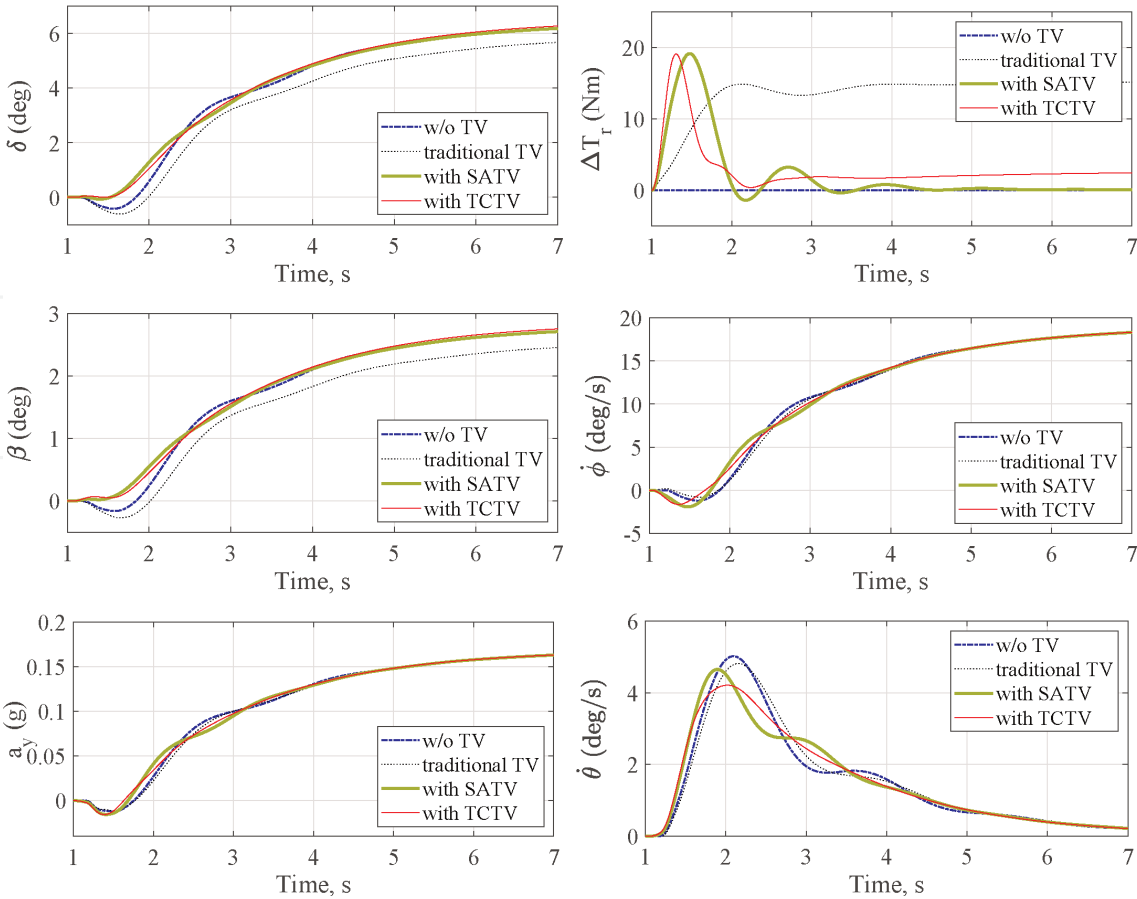 δ (deg)
6
4
2
0
1 2 3 4 5 6 7
Time, s
w/o TV
traditional TV
with SATV
with TCTV
ΔTr (Nm)
20
10
0
1 2 3 4 5 6 7
Time, s
w/o TV
traditional TV
with SATV
with TCTV
β (deg)
3
2
1
0
1 2 3 4 5 6 7
Time, s
w/o TV
traditional TV
with SATV
with TCTV
ϕ̇ (deg/s)
20
15
10
5
0
-5
1 2 3 4 5 6 7
Time, s
w/o TV
traditional TV
with SATV
with TCTV
ay (g)
0.2
0.15
0.1
0.05
0
1 2 3 4 5 6 7
Time, s
w/o TV
traditional TV
with SATV
with TCTV
θ̇ (deg/s)
6
4
2
0
1 2 3 4 5 6 7
Time, s
w/o TV
traditional TV
with SATV
with TCTV